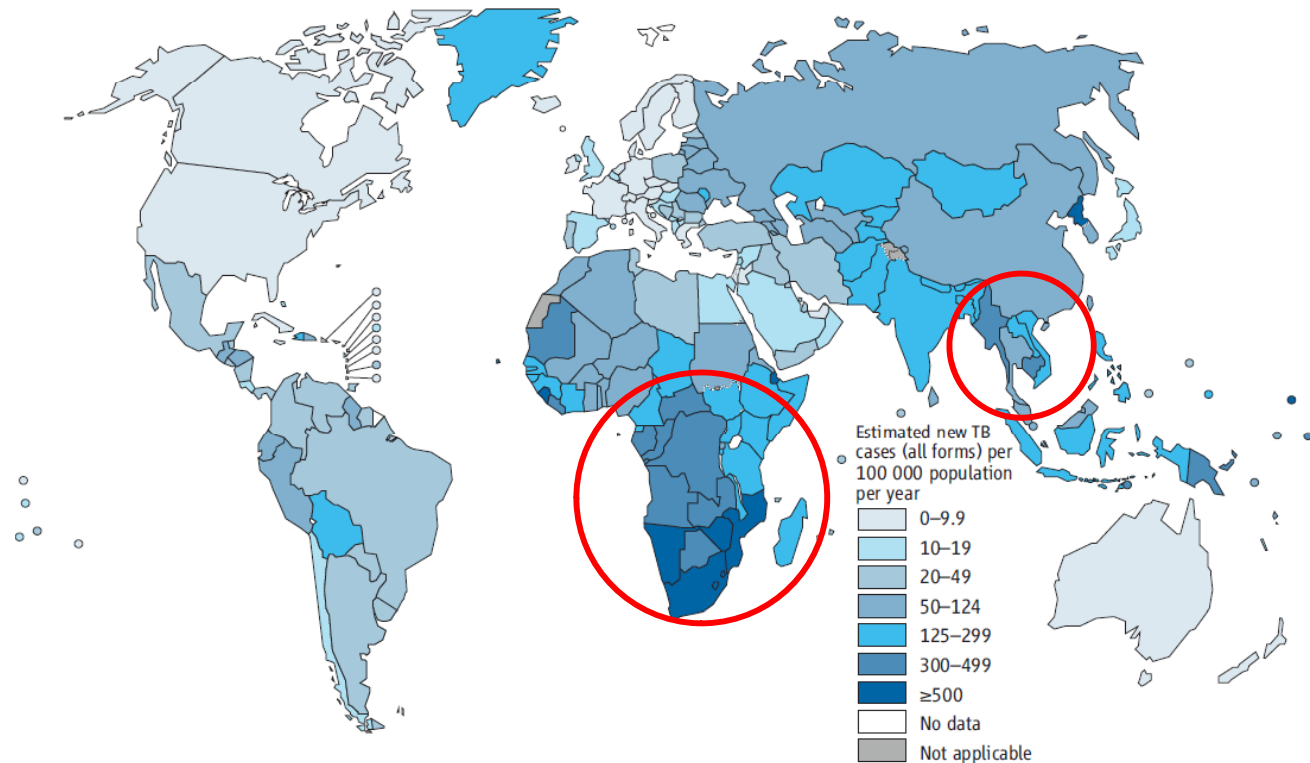 Estimated new TB
cases (all forms) per
100 000 population
per year
0–9.9
10–19
20–49
50–124
125–299
300–499
≥500
No data
Not applicable